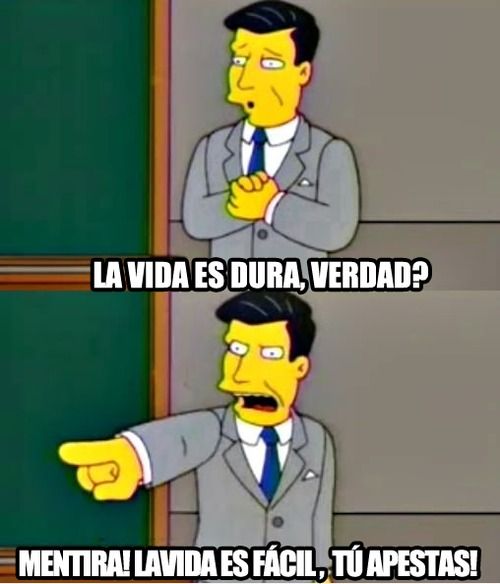 LA VIDA ES DURA, VERDAD?
MENTIRA! LAVIDA ES FÁCIL, TÚ APESTAS!